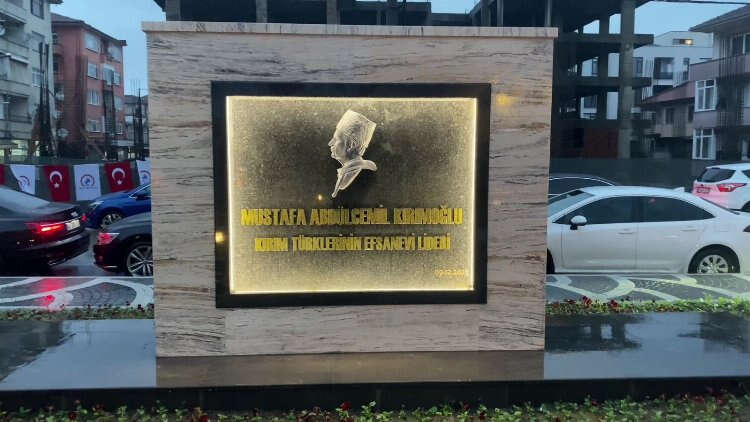 MUSTAFA ABDÜLCEMİL KIRIMOĞLU
KIRIM TÜRKLERİNİN EFSANEVİ LİDERİ